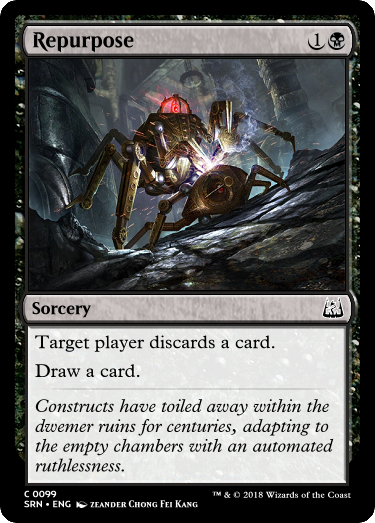 Repurpose 1
Sorcery
Target player discards a card.
Draw a card.
Constructs have toiled away within the
dwemer ruins for centuries, adapting to
the empty chambers with an automated
ruthlessness.
C 0099
SRN • ENG ZEANDER CHONG FEI KANG
™ & © 2018 Wizards of the Coast